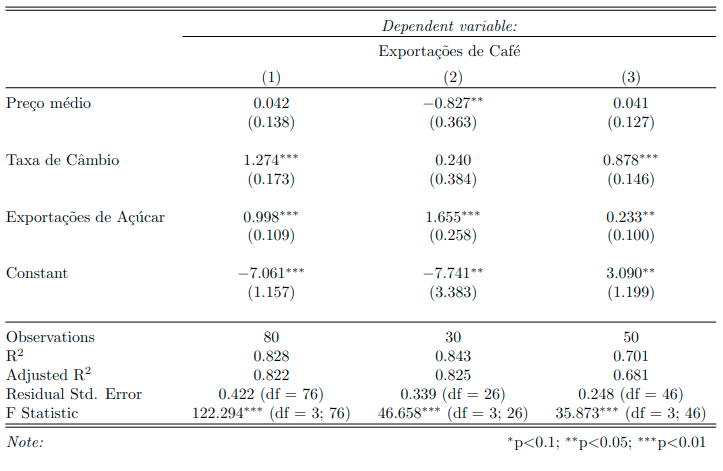 Dependent variable:
Exportações de Café
(1) (2) (3)
Preço médio 0.042 −0.827** 0.041
(0.138) (0.363) (0.127)
Taxa de Câmbio 1.274*** 0.240 0.878***
(0.173) (0.384) (0.146)
Exportações de Açúcar 0.998*** 1.655*** 0.233**
(0.109) (0.258) (0.100)
Constant −7.061*** −7.741** 3.090**
(1.157) (3.383) (1.199)
Observations 80 30 50
R² 0.828 0.843 0.701
Adjusted R² 0.822 0.825 0.681
Residual Std. Error 0.422 (df = 76) 0.339 (df = 26) 0.248 (df = 46)
F Statistic 122.294*** (df = 3; 76) 46.658*** (df = 3; 26) 35.873*** (df = 3; 46)
Note: *p<0.1; **p<0.05; ***p<0.01